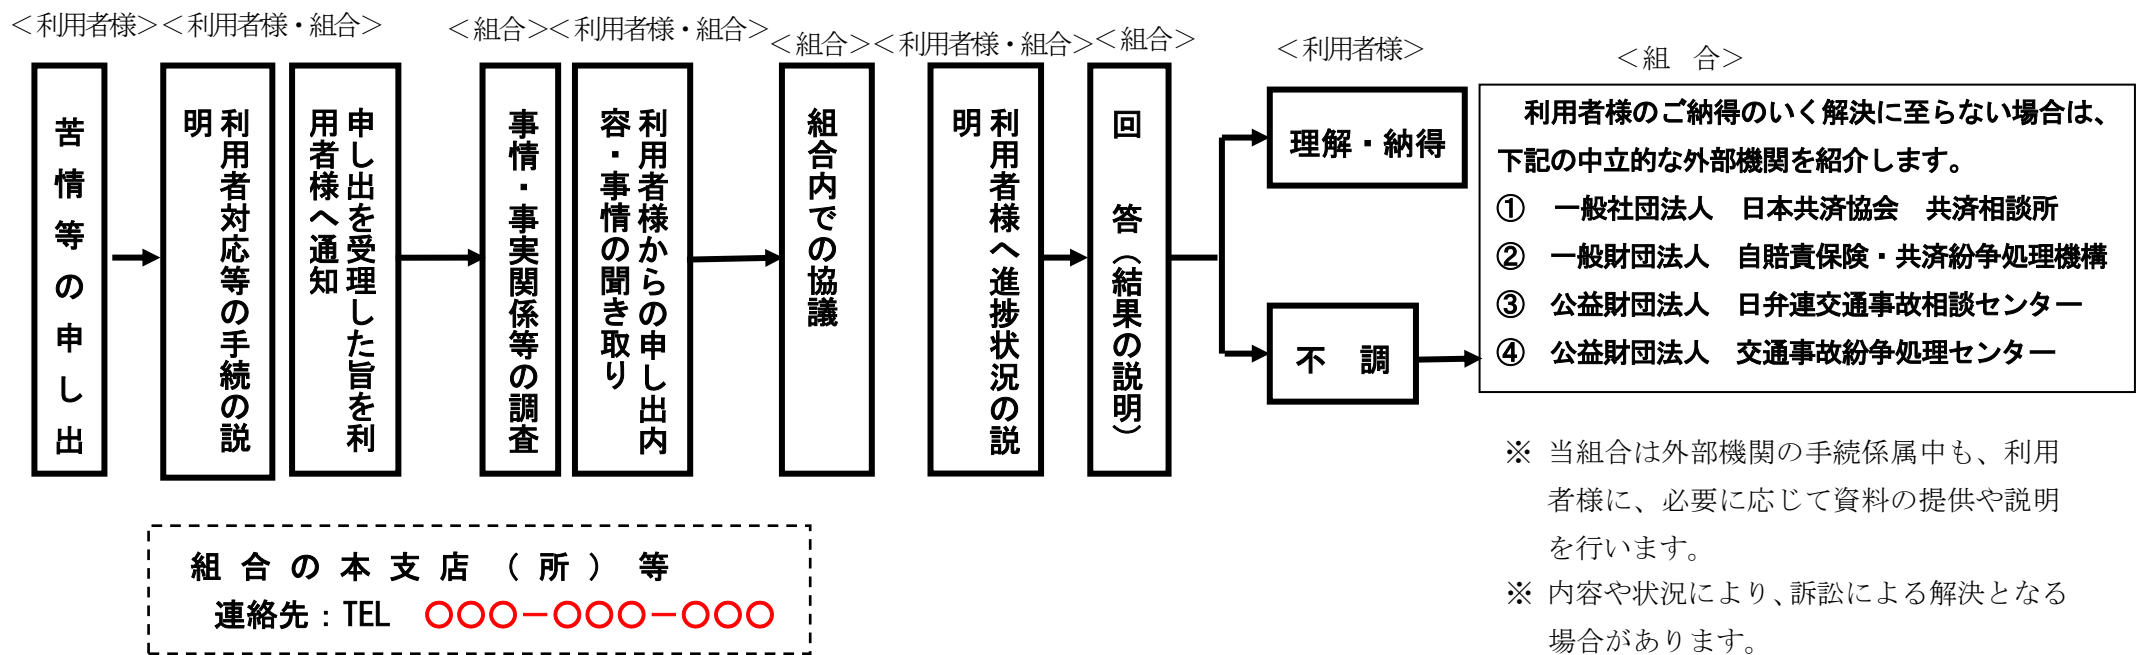 ＜利用者様＞＜利用者様・組合＞
＜組合＞＜利用者様・組合＞
＜組合＞＜利用者様・組合＞＜組合＞
＜利用者様＞
＜組　合＞
苦情等の申し出
利用者対応等の手続の説
明
申し出を受理した旨を利
用者様へ通知
事情・事実関係等の調査
利用者様からの申し出内
容・事情の聞き取り
組合内での協議
利用者様へ進捗状況の説
明
回　答（結果の説明）
理解・納得
不　調
利用者様のご納得のいく解決に至らない場合は、
下記の中立的な外部機関を紹介します。
①　一般社団法人　日本共済協会　共済相談所
②　一般財団法人　自賠責保険・共済紛争処理機構
③　公益財団法人　日弁連交通事故相談センター
④　公益財団法人　交通事故紛争処理センター
※ 当組合は外部機関の手続係属中も、利用
者様に、必要に応じて資料の提供や説明
を行います。
※ 内容や状況により、訴訟による解決となる
場合があります。
組合の本支店（所）等
連絡先：TEL　〇〇〇－〇〇〇－〇〇〇